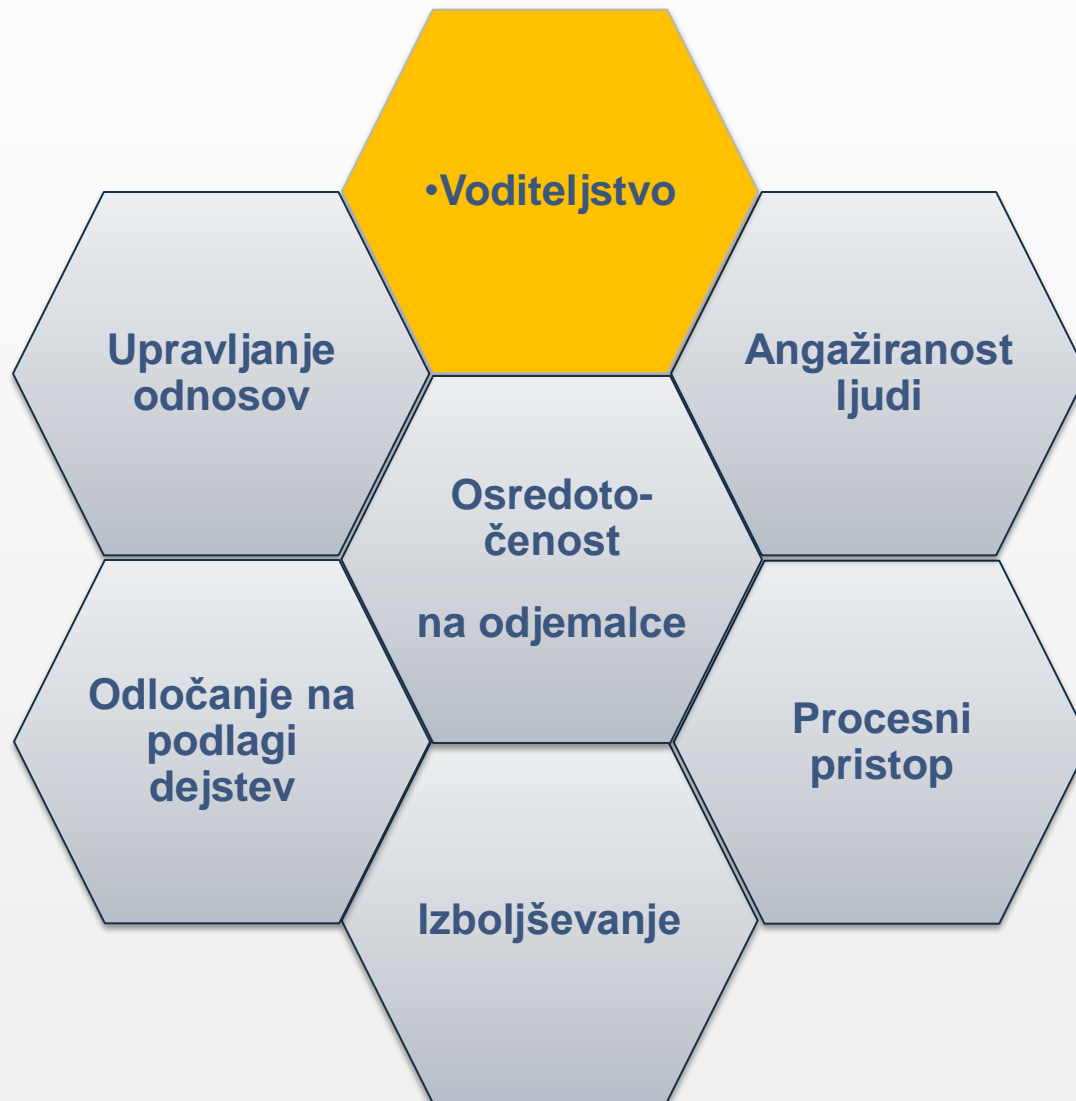 •Voditeljstvo
Upravljanje
odnosov
Angažiranost
ljudi
Osredoto-
čenost
na odjemalce
Odločanje na
podlagi
dejstev
Procesni
pristop
Izboljševanje